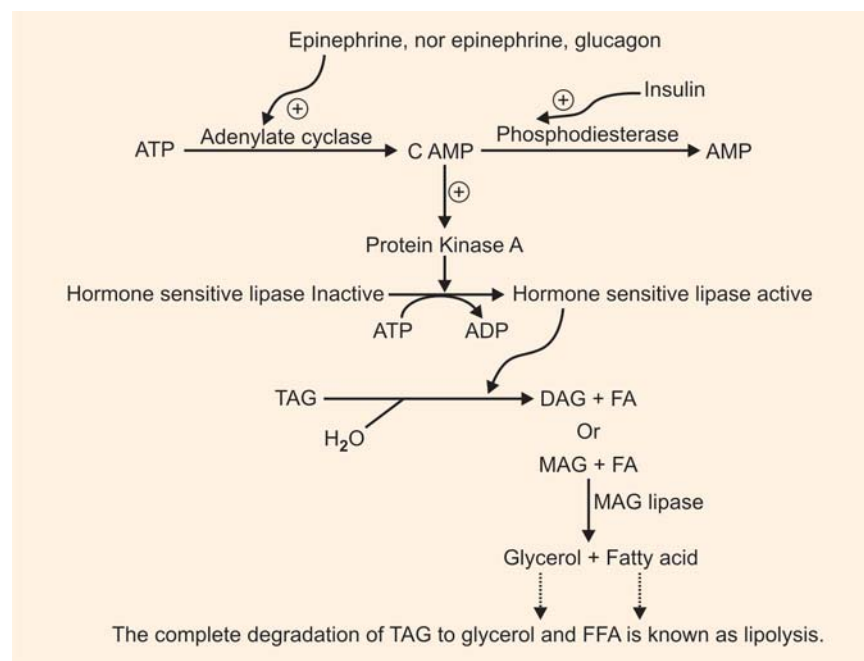 Epinephrine, nor epinephrine, glucagon
+
+
Insulin
ATP
Adenylate cyclase
C AMP
Phosphodiesterase
AMP
+
Protein Kinase A
Hormone sensitive lipase Inactive
Hormone sensitive lipase active
ATP
ADP
TAG
DAG + FA
H₂O
Or
MAG + FA
MAG lipase
Glycerol + Fatty acid
The complete degradation of TAG to glycerol and FFA is known as lipolysis.